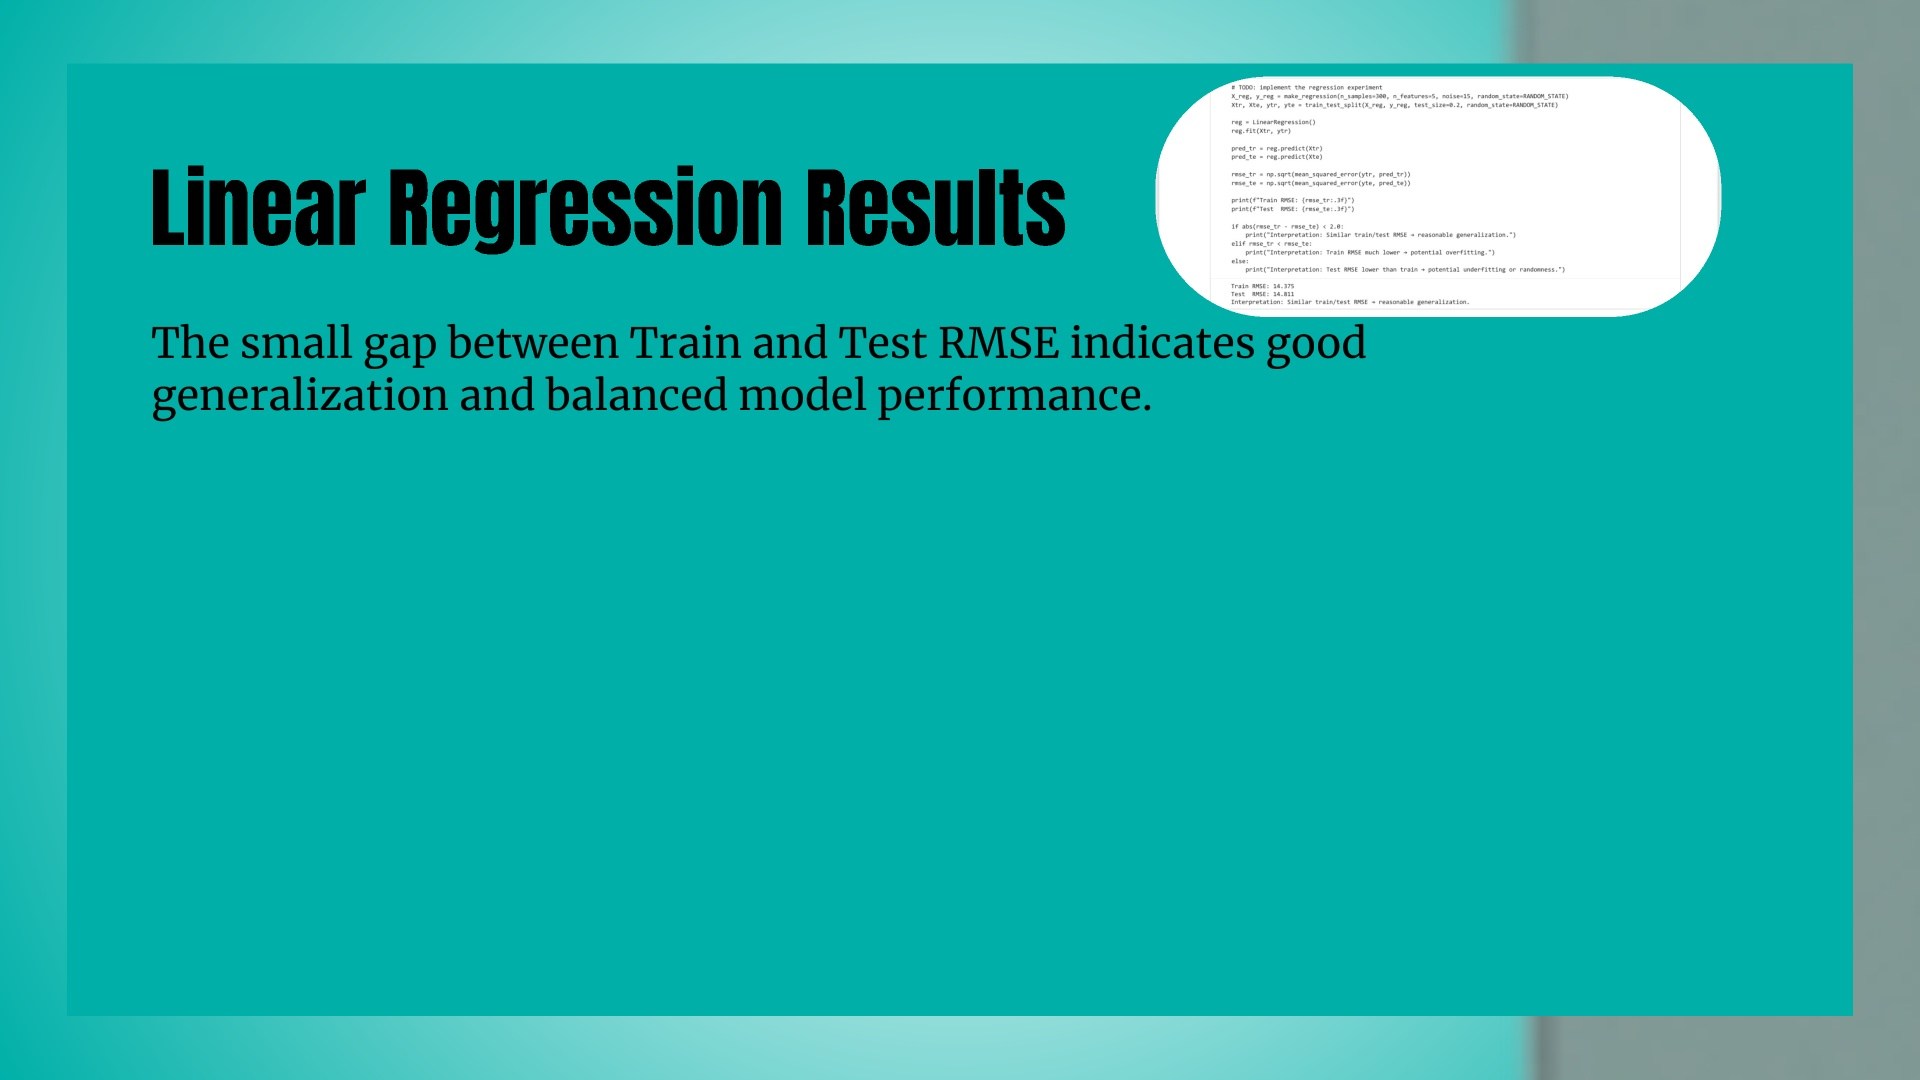 Linear Regression Results
# TODO: implement the regression experiment
X_reg, y_reg = make_regression(n_samples=300, n_features=5, noise=15, random_state=RANDOM_STATE)
Xtr, Xte, ytr, yte = train_test_split(X_reg, y_reg, test_size=0.2, random_state=RANDOM_STATE)
reg = LinearRegression()
reg.fit(Xtr, ytr)
pred_tr = reg.predict(Xtr)
pred_te = reg.predict(Xte)
rmse_tr = np.sqrt(mean_squared_error(ytr, pred_tr))
rmse_te = np.sqrt(mean_squared_error(yte, pred_te))
print(f"Train RMSE: {rmse_tr:.3f}")
print(f"Test  RMSE: {rmse_te:.3f}")
if abs(rmse_tr - rmse_te) < 2.0:
    print("Interpretation: Similar train/test RMSE → reasonable generalization.")
elif rmse_tr < rmse_te:
    print("Interpretation: Train RMSE much lower → potential overfitting.")
else:
    print("Interpretation: Test RMSE lower than train → potential underfitting or randomness.")
Train RMSE: 14.375
Test  RMSE: 14.811
Interpretation: Similar train/test RMSE → reasonable generalization.
The small gap between Train and Test RMSE indicates good
generalization and balanced model performance.